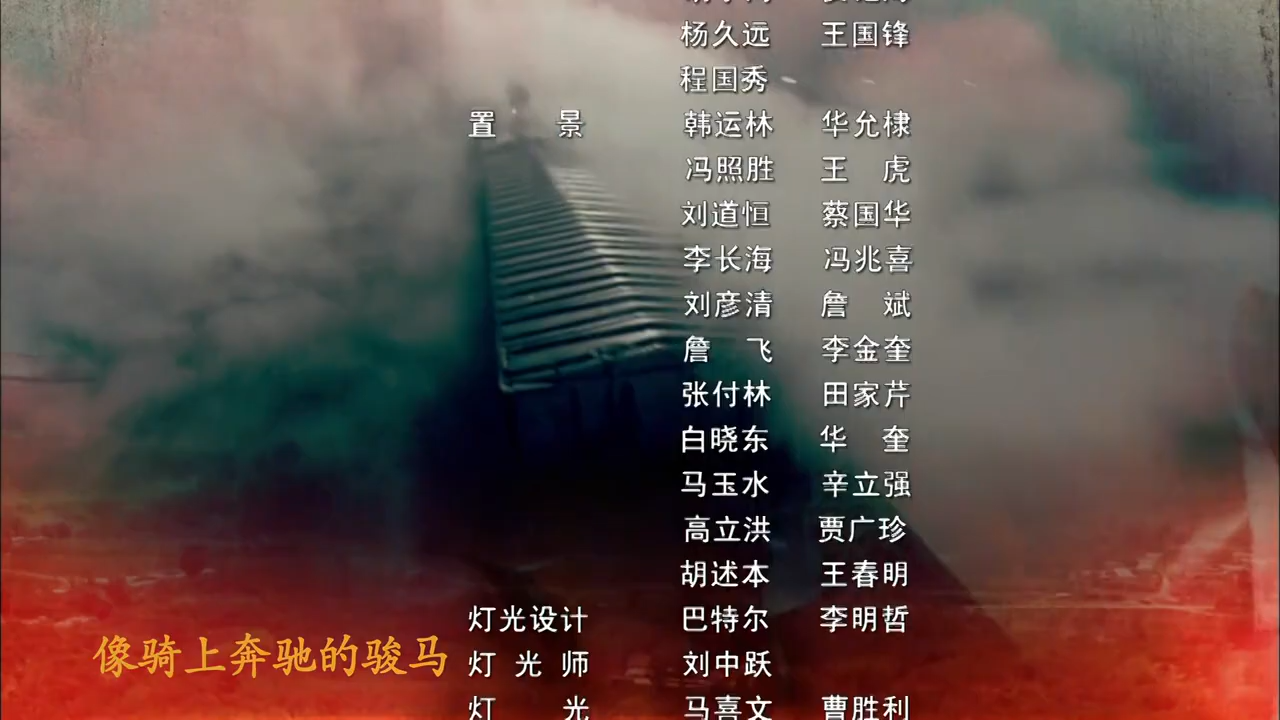 杨久远 王国锋
程国秀
置 景 韩运林 华允棣
冯照胜 王 虎
刘道恒 蔡国华
李长海 冯兆喜
刘彦清 詹 斌
詹 飞 李金奎
张付林 田家芹
白晓东 华 奎
马玉水 辛立强
高立洪 贾广珍
胡述本 王春明
灯光设计 巴特尔 李明哲
灯 光 师 刘中跃
灯 光 马喜文 曹胜利
像骑上奔驰的骏马